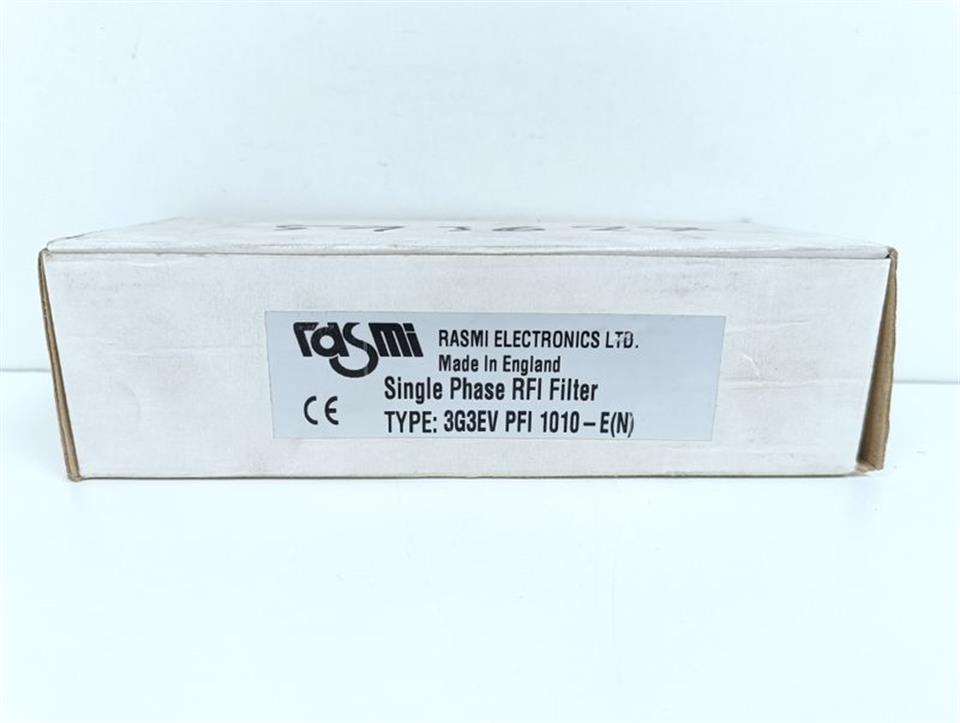 rasmi RASMI ELECTRONICS LTD.
Made In England
Single Phase RFI Filter
CE TYPE: 3G3EV PFI 1010-E(N)